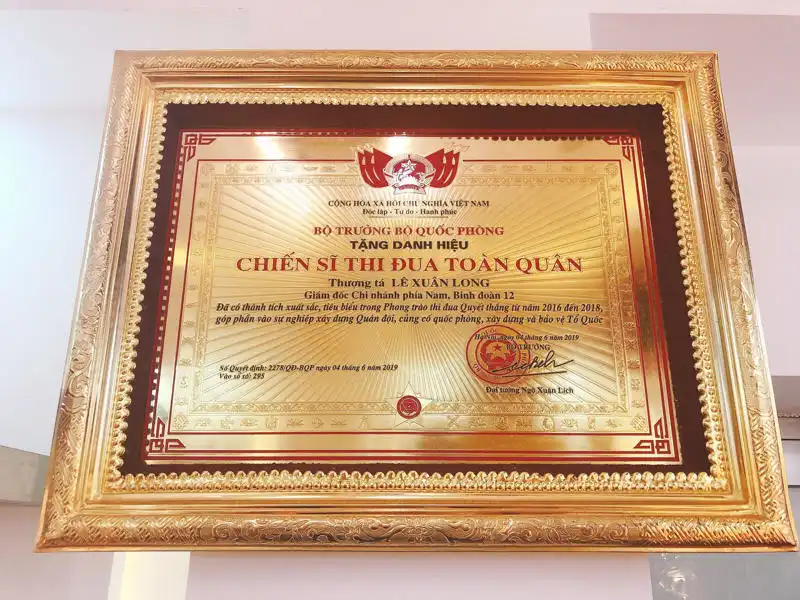 CỘNG HÒA XÃ HỘI CHỦ NGHĨA VIỆT NAM
Độc lập - Tự do - Hạnh phúc
BỘ TRƯỞNG BỘ QUỐC PHÒNG
TẶNG DANH HIỆU
CHIẾN SĨ THI ĐUA TOÀN QUÂN
Thượng tá LÊ XUÂN LONG
Giám đốc Chi nhánh phía Nam, Binh đoàn 12
Đã có thành tích xuất sắc, tiêu biểu trong Phong trào thi đua Quyết thắng từ năm 2016 đến 2018,
góp phần vào sự nghiệp xây dựng Quân đội, củng cố quốc phòng, xây dựng và bảo vệ Tổ Quốc
Hà Nội, ngày 04 tháng 6 năm 2019
BỘ TRƯỞNG
Số Quyết định: 2278/QĐ-BQP ngày 04 tháng 6 năm 2019
Vào sổ số: 295
Đại tướng Ngô Xuân Lịch